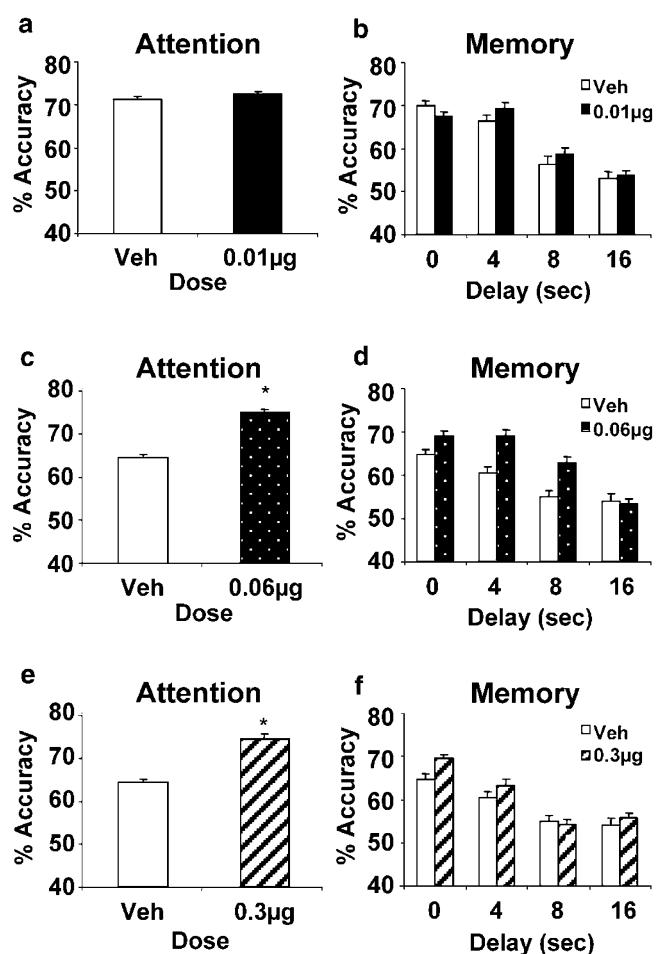 a
Attention
% Accuracy
80
70
60
50
40
Veh
0.01µg
Dose
b
Memory
% Accuracy
80
70
60
50
40
Veh
0.01µg
0 4 8 16
Delay (sec)
c
Attention
% Accuracy
80
70
60
50
40
*
Veh
0.06µg
Dose
d
Memory
% Accuracy
80
70
60
50
40
Veh
0.06µg
0 4 8 16
Delay (sec)
e
Attention
% Accuracy
80
70
60
50
40
*
Veh
0.3µg
Dose
f
Memory
% Accuracy
80
70
60
50
40
Veh
0.3µg
0 4 8 16
Delay (sec)